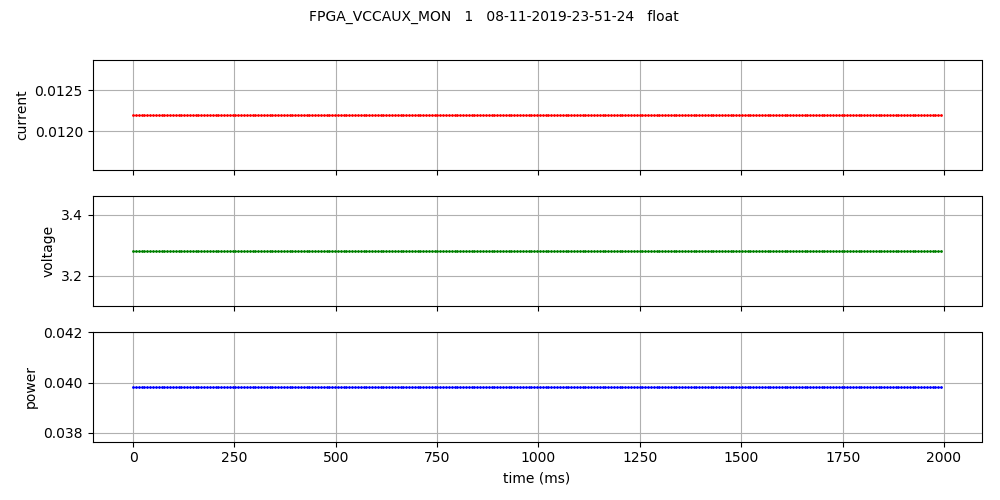 FPGA_VCCAUX_MON   1   08-11-2019-23-51-24   float
current
0.0125
0.0120
voltage
3.4
3.2
power
0.042
0.040
0.038
0 250 500 750 1000 1250 1500 1750 2000
time (ms)